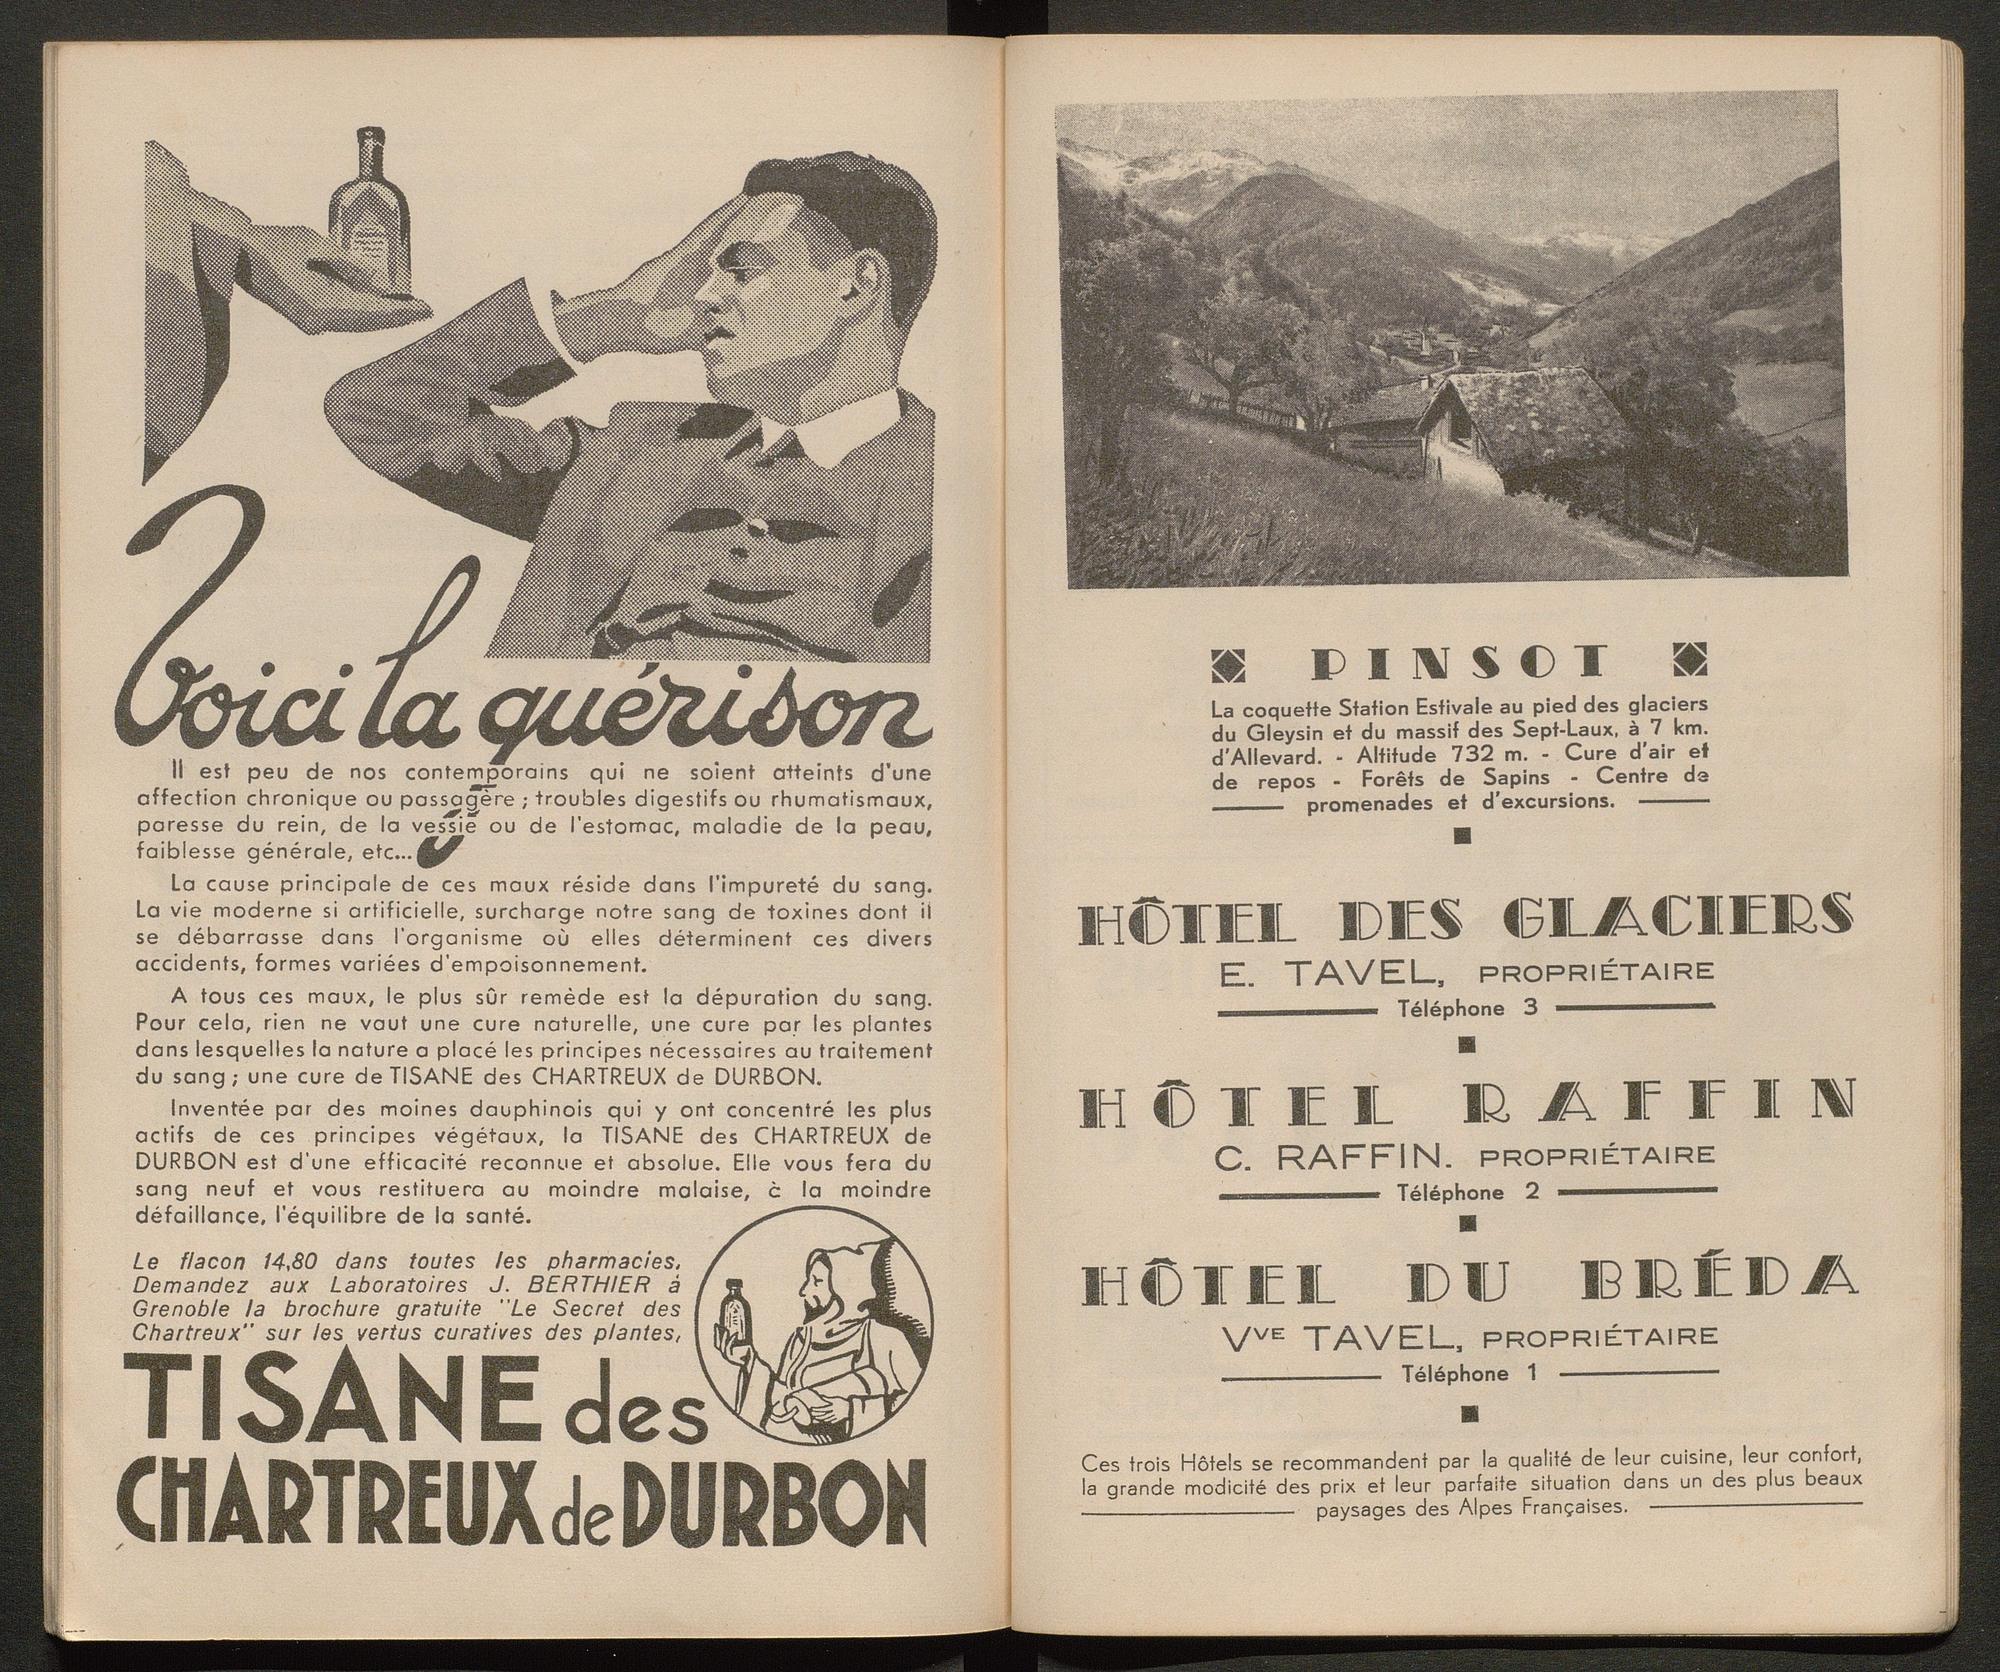 Voici la guérison
Il est peu de nos contemporains qui ne soient atteints d'une
affection chronique ou passagère ; troubles digestifs ou rhumatismaux,
paresse du rein, de la vessie ou de l'estomac, maladie de la peau,
faiblesse générale, etc...
La cause principale de ces maux réside dans l'impureté du sang.
La vie moderne si artificielle, surcharge notre sang de toxines dont il
se débarrasse dans l'organisme où elles déterminent ces divers
accidents, formes variées d'empoisonnement.
A tous ces maux, le plus sûr remède est la dépuration du sang.
Pour cela, rien ne vaut une cure naturelle, une cure par les plantes
dans lesquelles la nature a placé les principes nécessaires au traitement
du sang ; une cure de TISANE des CHARTREUX de DURBON.
Inventée par des moines dauphinois qui y ont concentré les plus
actifs de ces principes végétaux, la TISANE des CHARTREUX de
DURBON est d'une efficacité reconnue et absolue. Elle vous fera du
sang neuf et vous restituera au moindre malaise, è la moindre
défaillance, l'équilibre de la santé.
Le flacon 14,80 dans toutes les pharmacies.
Demandez aux Laboratoires J. BERTHIER à
Grenoble la brochure gratuite "Le Secret des
Chartreux" sur les vertus curatives des plantes,
TISANE des
CHARTREUX de DURBON
PINSOT
La coquette Station Estivale au pied des glaciers
du Gleysin et du massif des Sept-Laux, à 7 km.
d'Allevard. - Altitude 732 m. - Cure d'air et
de repos - Forêts de Sapins - Centre de
promenades et d'excursions.
HÔTEL DES GLACIERS
E. TAVEL, PROPRIÉTAIRE
Téléphone 3
HÔTEL RAFFIN
C. RAFFIN. PROPRIÉTAIRE
Téléphone 2
HÔTEL DU BRÉDA
Vve TAVEL, PROPRIÉTAIRE
Téléphone 1
Ces trois Hôtels se recommandent par la qualité de leur cuisine, leur confort,
la grande modicité des prix et leur parfaite situation dans un des plus beaux
paysages des Alpes Françaises.